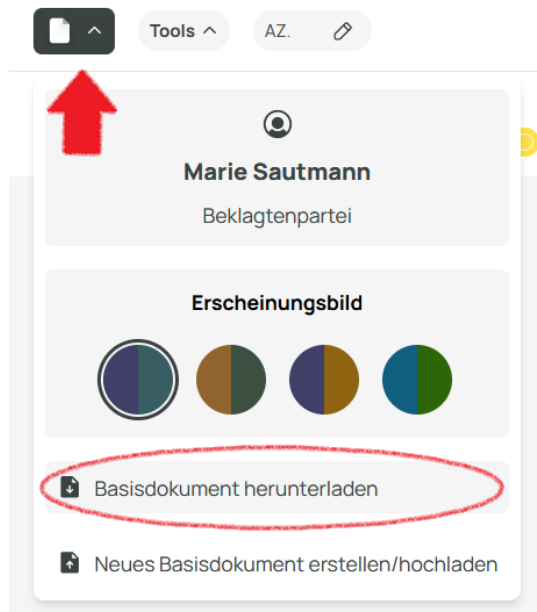 Tools
AZ.
Marie Sautmann
Beklagtenpartei
Erscheinungsbild
Basisdokument herunterladen
Neues Basisdokument erstellen/hochladen